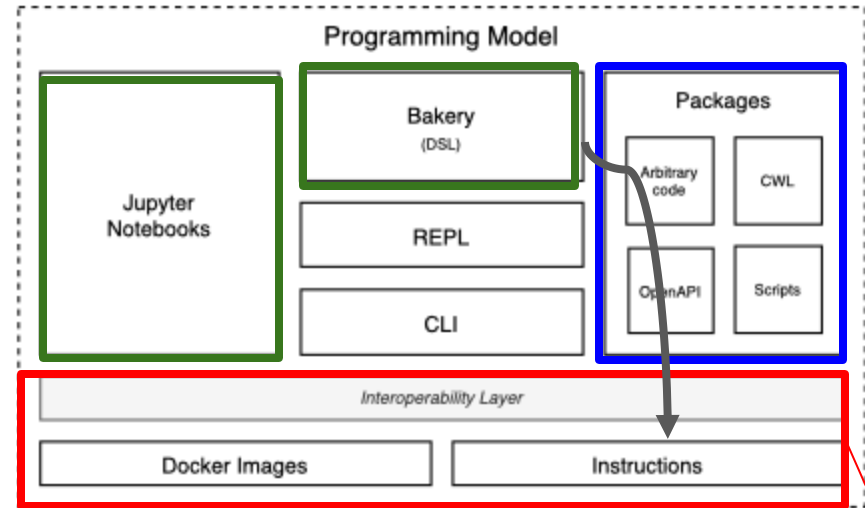 Programming Model
Jupyter
Notebooks
Bakery
(DSL)
REPL
CLI
Packages
Arbitrary
code
CWL
OpenAPI
Scripts
Interoperability Layer
Docker Images
Instructions